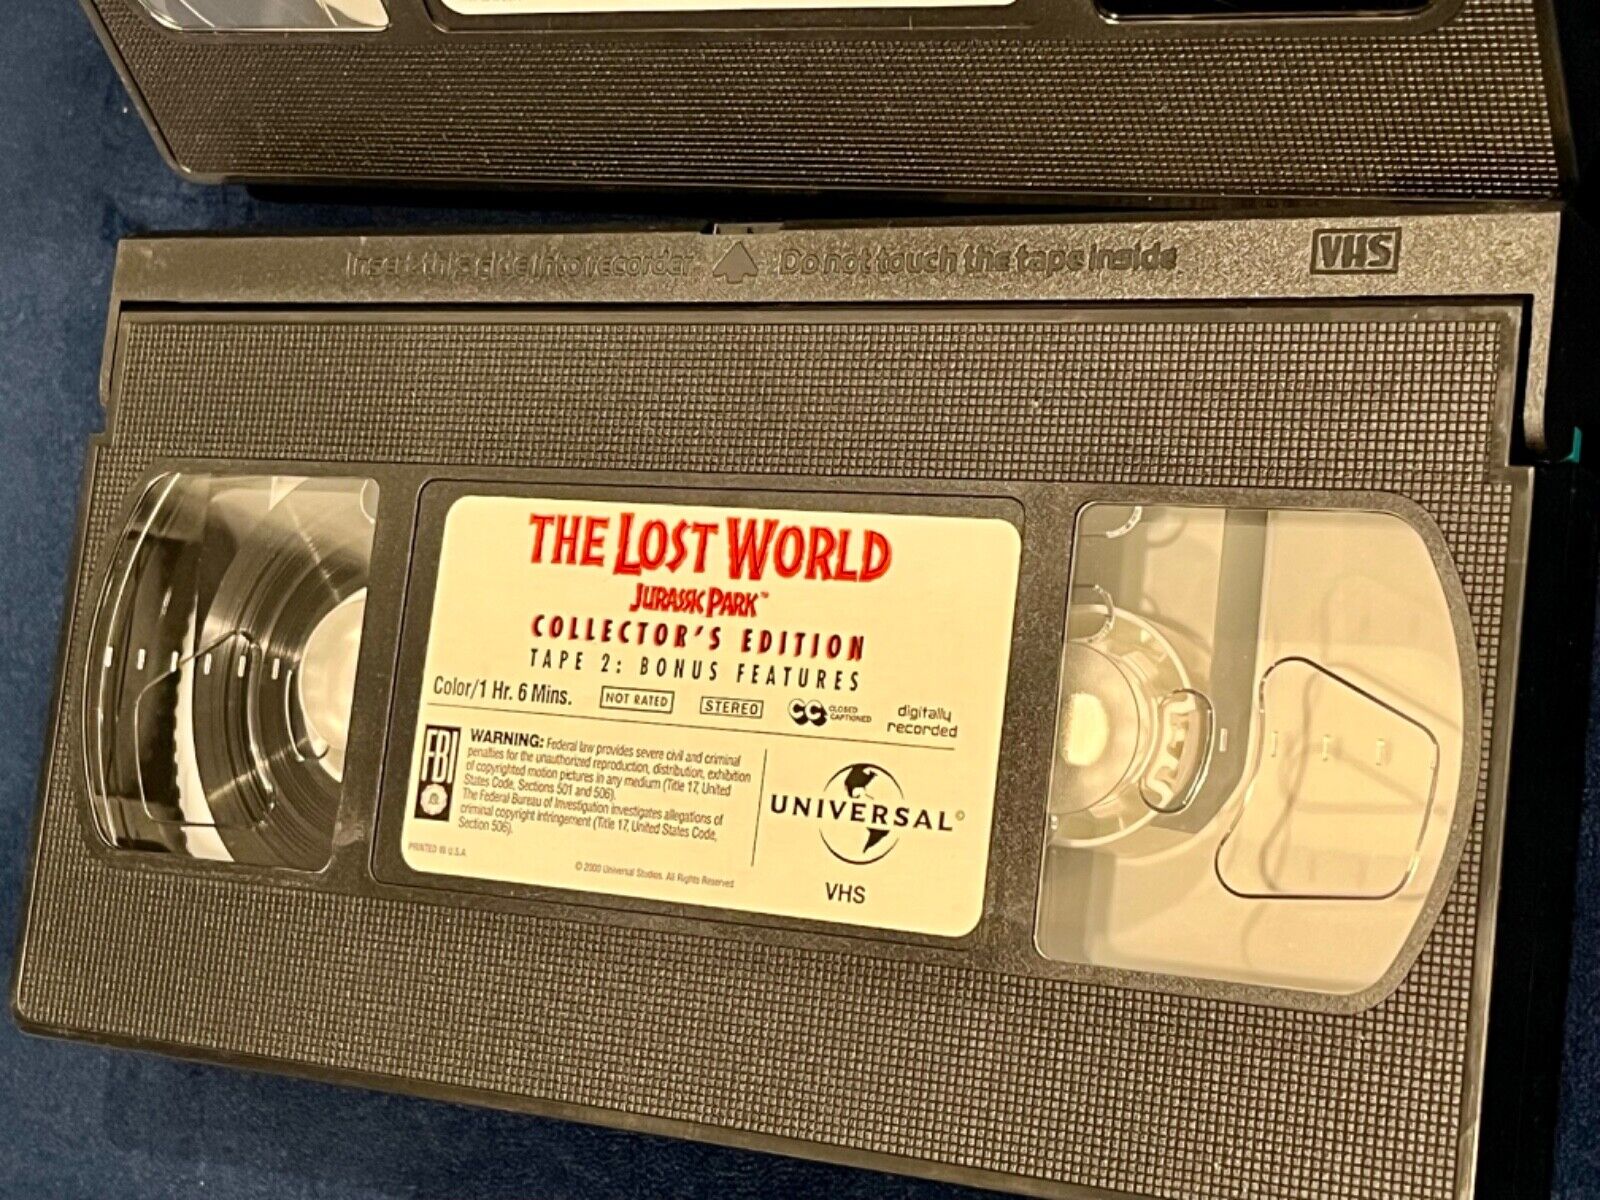 Insert this side into recorder Do not touch the tape inside VHS
THE LOST WORLD
JURASSIC PARK™
COLLECTOR'S EDITION
TAPE 2: BONUS FEATURES
Color/1 Hr. 6 Mins. NOT RATED STEREO CC CLOSED CAPTIONED digitally recorded
FBI
WARNING: Federal law provides severe civil and criminal
penalties for the unauthorized reproduction, distribution, exhibition
of copyrighted motion pictures in any medium (Title 17, United
States Code, Sections 501 and 506).
The Federal Bureau of Investigation investigates allegations of
criminal copyright infringement (Title 17, United States Code,
Section 506).
UNIVERSAL©
VHS
PRINTED IN U.S.A.
© 2000 Universal Studios. All Rights Reserved